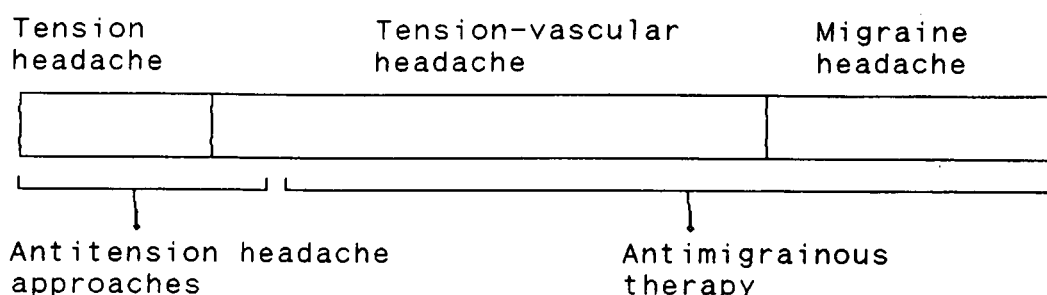 Tension
headache
Tension-vascular
headache
Migraine
headache
Antitension headache
approaches
Antimigrainous
therapy